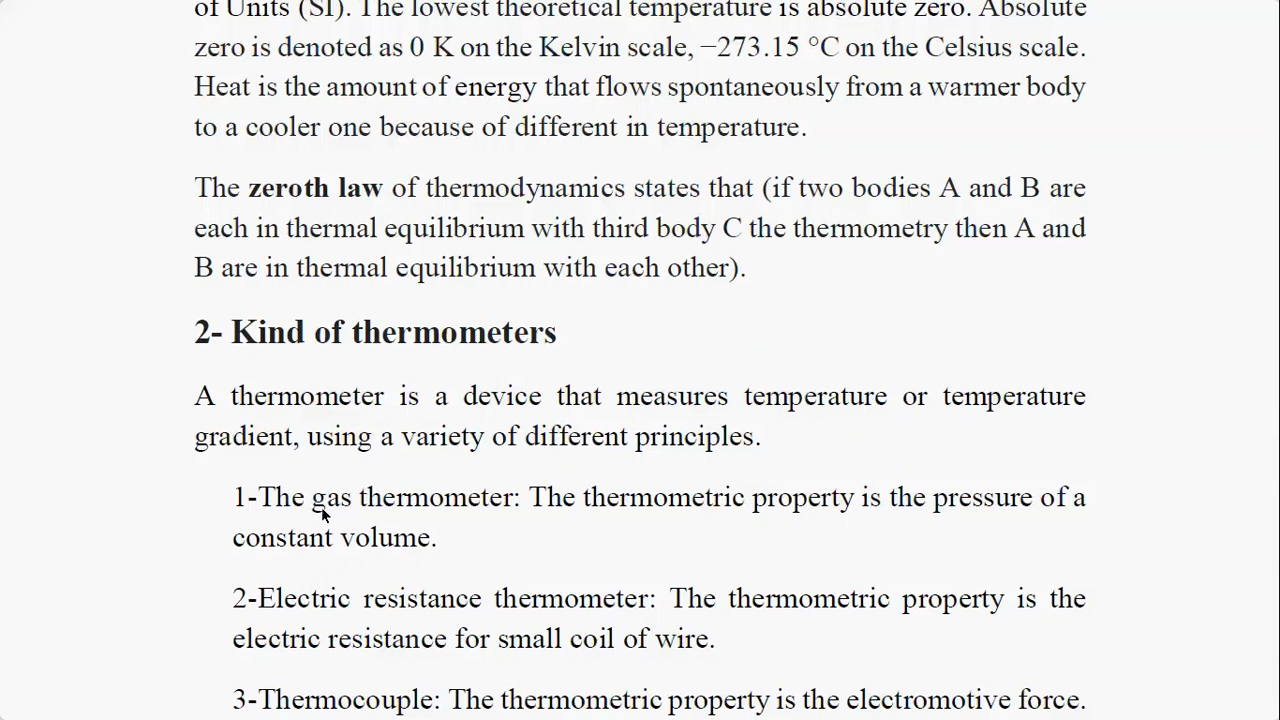 of Units (SI). The lowest theoretical temperature is absolute zero. Absolute
zero is denoted as 0 K on the Kelvin scale, −273.15 °C on the Celsius scale.
Heat is the amount of energy that flows spontaneously from a warmer body
to a cooler one because of different in temperature.
The zeroth law of thermodynamics states that (if two bodies A and B are
each in thermal equilibrium with third body C the thermometry then A and
B are in thermal equilibrium with each other).
2- Kind of thermometers
A thermometer is a device that measures temperature or temperature
gradient, using a variety of different principles.
1-The gas thermometer: The thermometric property is the pressure of a
constant volume.
2-Electric resistance thermometer: The thermometric property is the
electric resistance for small coil of wire.
3-Thermocouple: The thermometric property is the electromotive force.